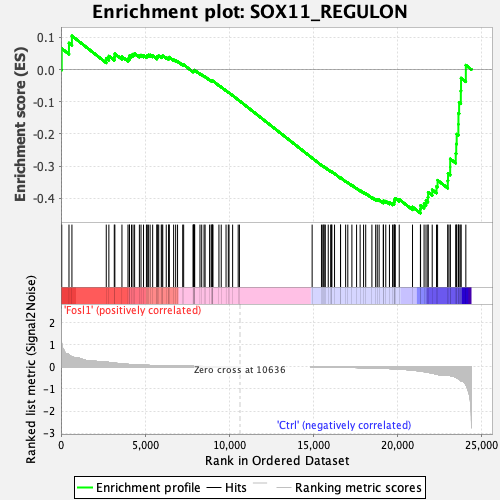 Enrichment plot: SOX11_REGULON
Enrichment score (ES)
0.1
0.0
-0.1
-0.2
-0.3
-0.4
'Fosl1' (positively correlated)
Ranked list metric (Signal2Noise)
2
1
0
-1
-2
-3
Zero cross at 10636
'Ctrl' (negatively correlated)
0
5,000
10,000
15,000
20,000
25,000
Rank in Ordered Dataset
Enrichment profile
Hits
Ranking metric scores